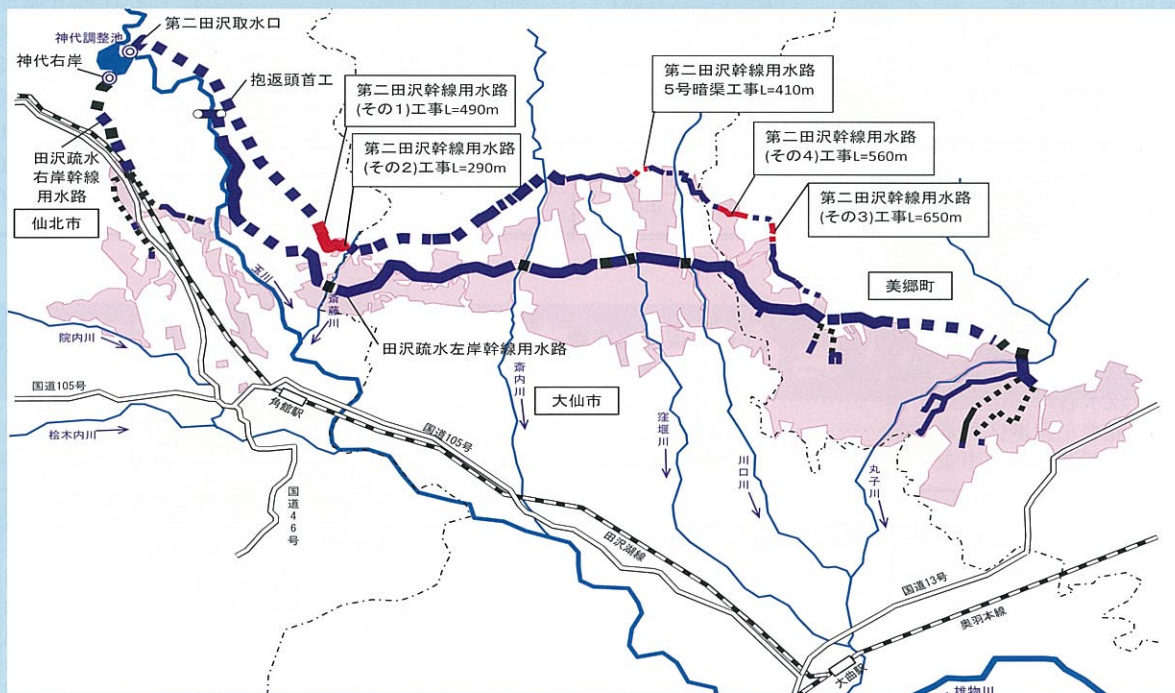 第二田沢取水口
神代調整池
神代右岸
抱返頭首工
第二田沢幹線用水路
(その1)工事L=490m
第二田沢幹線用水路
(その2)工事L=290m
第二田沢幹線用水路
5号暗渠工事L=410m
第二田沢幹線用水路
(その4)工事L=560m
第二田沢幹線用水路
(その3)工事L=650m
田沢疏水
右岸幹線
用水路
仙北市
玉川
斎藤川
美郷町
院内川
田沢疏水左岸幹線用水路
国道105号
角館駅
斎内川
大仙市
桧木内川
国道105号
窪堰川
川口川
丸子川
国道46号
田沢湖線
国道13号
奥羽本線
大曲駅
雄物川